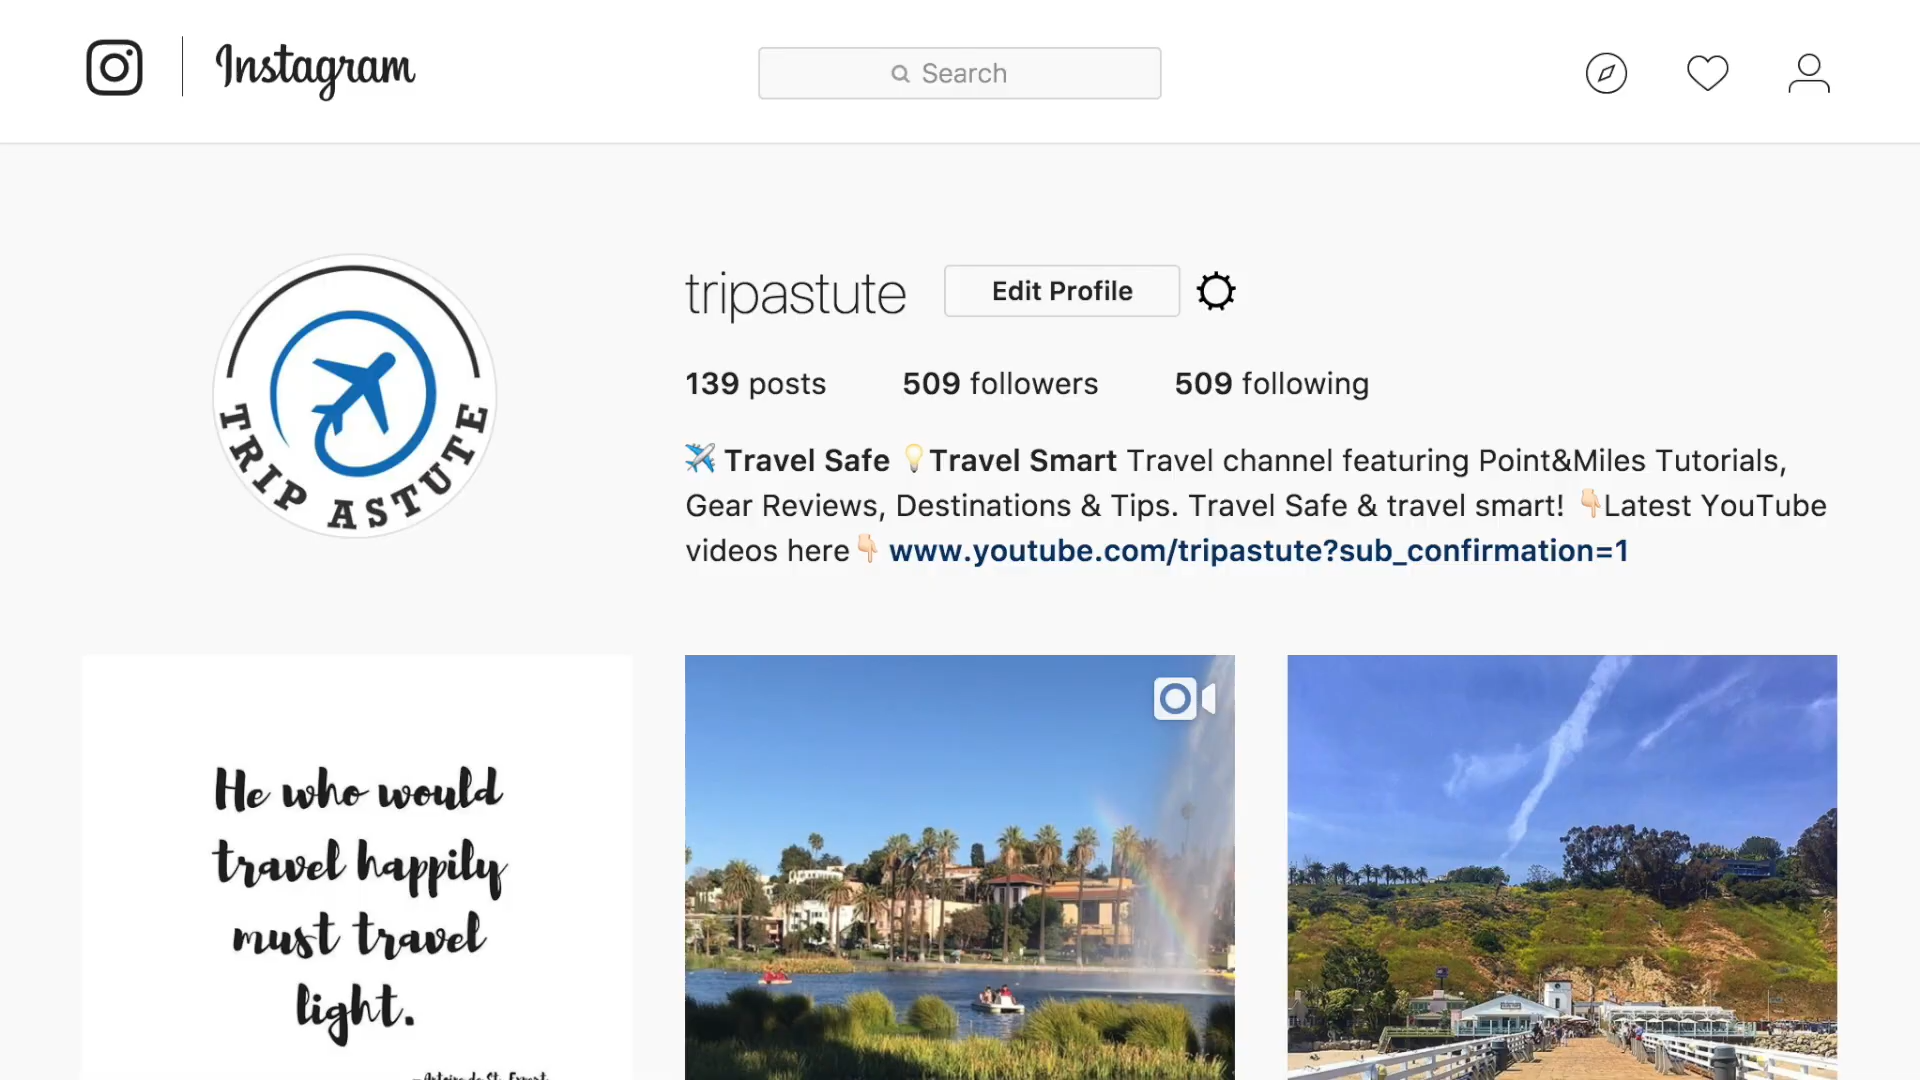 Instagram
Search
tripastute
Edit Profile
139 posts
509 followers
509 following
TRIP ASTUTE
✈️ Travel Safe 💡Travel Smart Travel channel featuring Point&Miles Tutorials,
Gear Reviews, Destinations & Tips. Travel Safe & travel smart! 👇🏻Latest YouTube
videos here👇🏻 www.youtube.com/tripastute?sub_confirmation=1
He who would
travel happily
must travel
light.